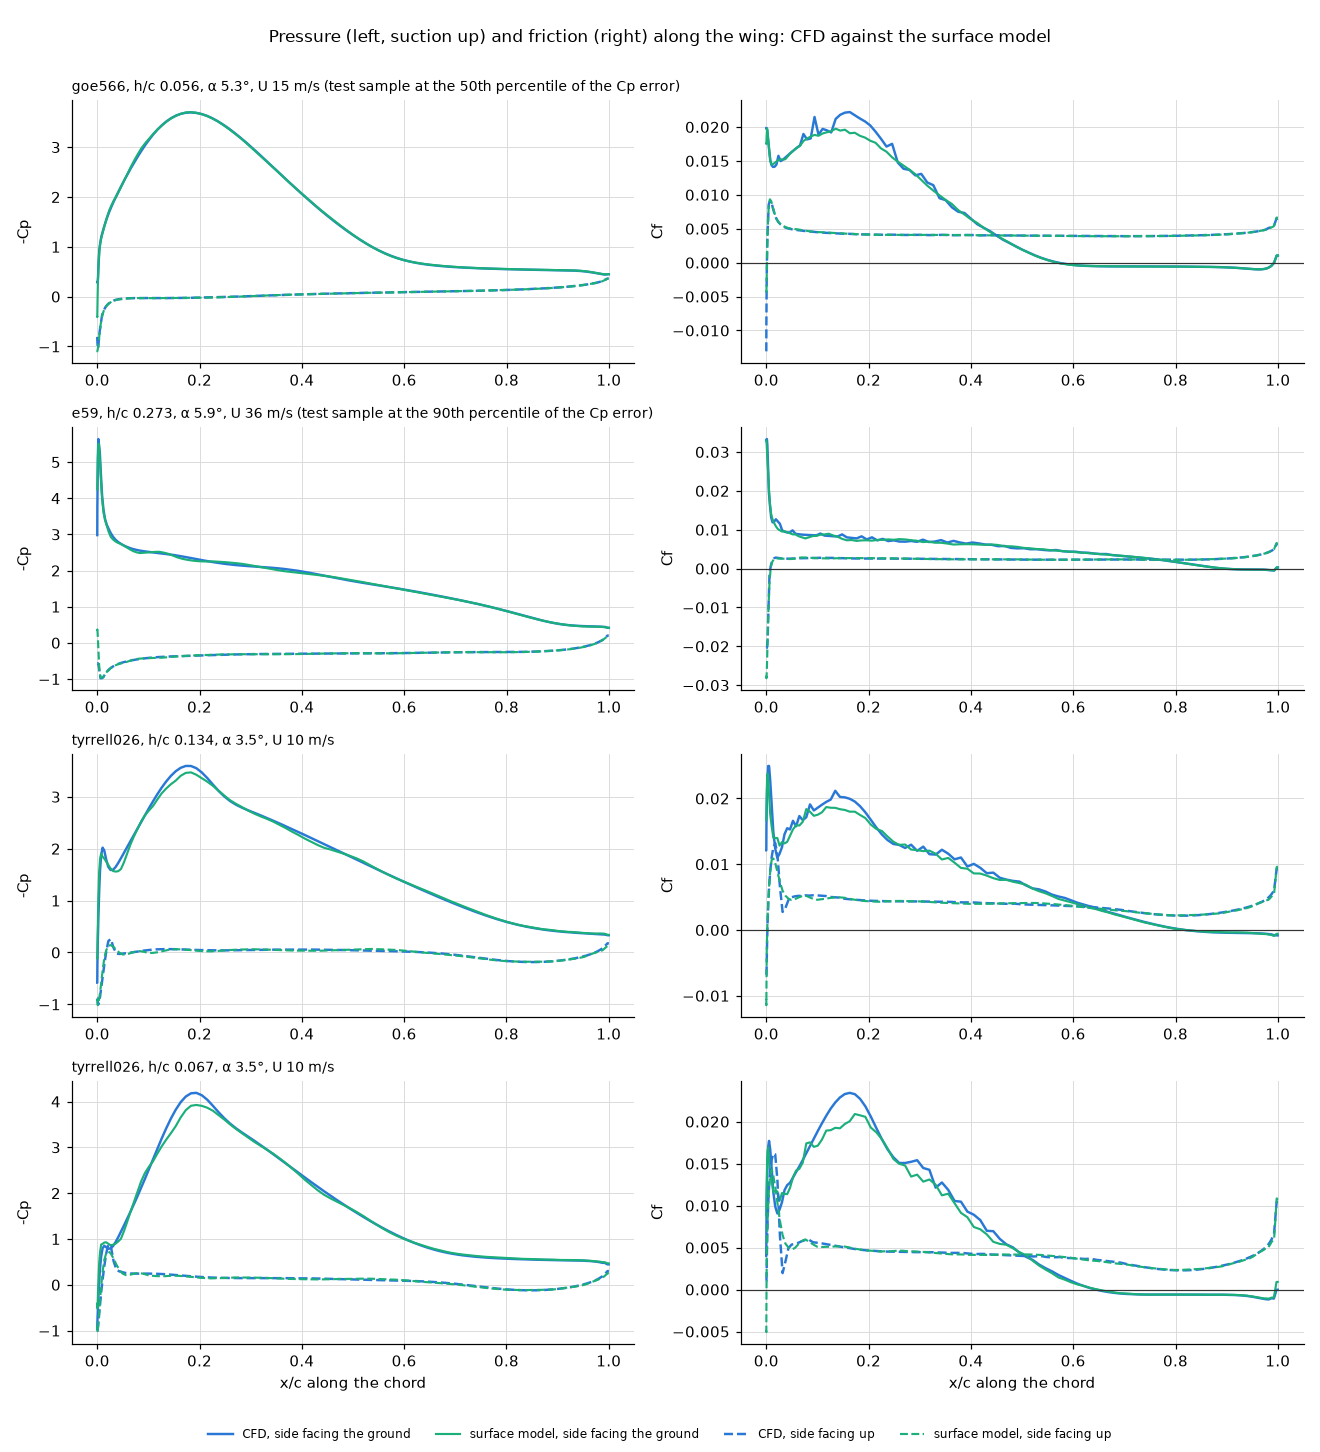 Pressure (left, suction up) and friction (right) along the wing: CFD against the surface model
goe566, h/c 0.056, α 5.3°, U 15 m/s (test sample at the 50th percentile of the Cp error)
-Cp
3
2
1
0
−1
0.0 0.2 0.4 0.6 0.8 1.0
Cf
0.020
0.015
0.010
0.005
0.000
−0.005
−0.010
0.0 0.2 0.4 0.6 0.8 1.0
e59, h/c 0.273, α 5.9°, U 36 m/s (test sample at the 90th percentile of the Cp error)
-Cp
5
4
3
2
1
0
−1
0.0 0.2 0.4 0.6 0.8 1.0
Cf
0.03
0.02
0.01
0.00
−0.01
−0.02
−0.03
0.0 0.2 0.4 0.6 0.8 1.0
tyrrell026, h/c 0.134, α 3.5°, U 10 m/s
-Cp
3
2
1
0
−1
0.0 0.2 0.4 0.6 0.8 1.0
Cf
0.02
0.01
0.00
−0.01
0.0 0.2 0.4 0.6 0.8 1.0
tyrrell026, h/c 0.067, α 3.5°, U 10 m/s
-Cp
4
3
2
1
0
−1
0.0 0.2 0.4 0.6 0.8 1.0
x/c along the chord
Cf
0.020
0.015
0.010
0.005
0.000
−0.005
0.0 0.2 0.4 0.6 0.8 1.0
x/c along the chord
CFD, side facing the ground surface model, side facing the ground CFD, side facing up surface model, side facing up